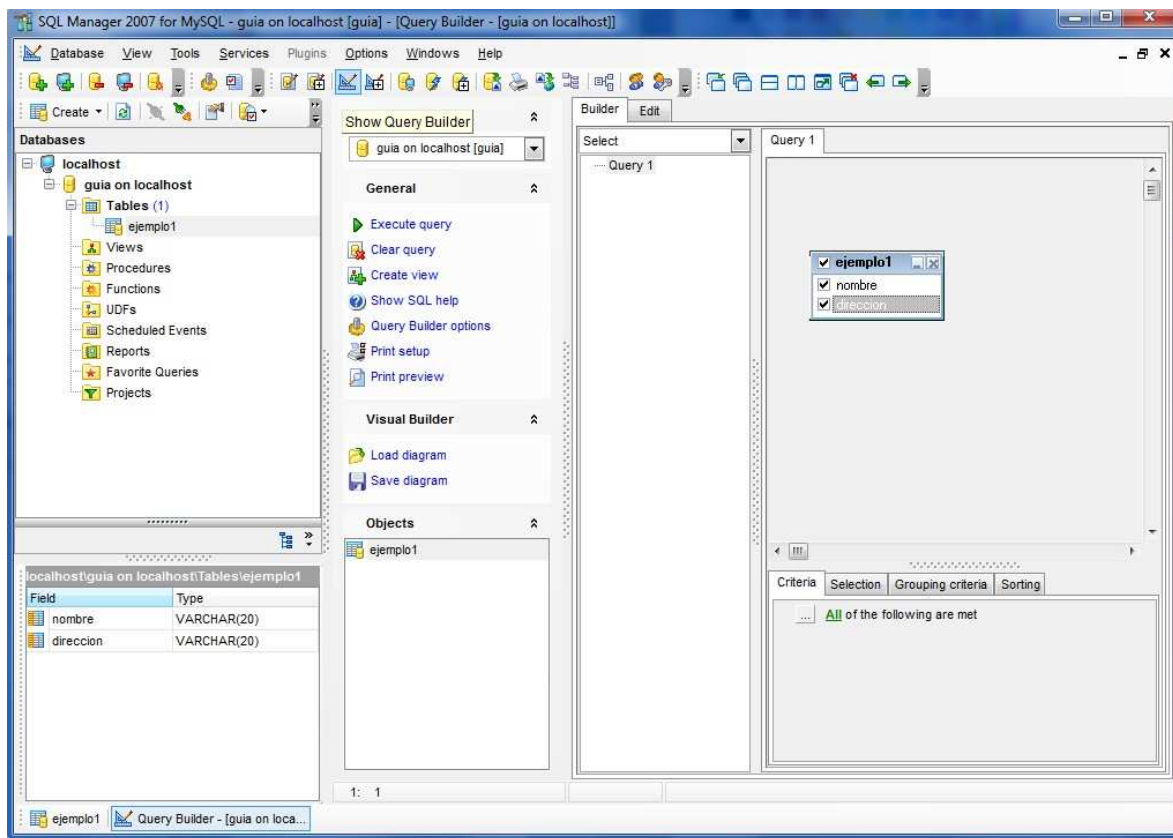 SQL Manager 2007 for MySQL - guia on localhost [guia] - [Query Builder - [guia on localhost]]
Database View Tools Services Plugins Options Windows Help
Create
Databases
localhost
guia on localhost
Tables (1)
ejemplo1
Views
Procedures
Functions
UDFs
Scheduled Events
Reports
Favorite Queries
Projects
localhost\guia on localhost\Tables\ejemplo1
Field Type
nombre VARCHAR(20)
direccion VARCHAR(20)
Show Query Builder
guia on localhost [guia]
General
Execute query
Clear query
Create view
Show SQL help
Query Builder options
Print setup
Print preview
Visual Builder
Load diagram
Save diagram
Objects
ejemplo1
Builder Edit
Select
Query 1
Query 1
ejemplo1
nombre
direccion
Criteria Selection Grouping criteria Sorting
... All of the following are met
1: 1
ejemplo1 Query Builder - [guia on loca...